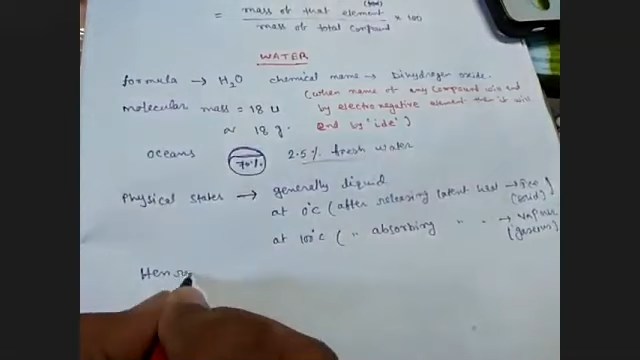 = mass of that element (total)
mass of total compound × 100
WATER
formula → H2O chemical name → Dihydrogen oxide.
(when name of any compound will end
molecular mass = 18 u by electronegative element then it will
or 18 g. end by 'ide')
oceans 70% 2.5% fresh water
Physical states → generally liquid
at 0°C (after releasing latent heat → Ice)
(solid)
at 100°C ( " absorbing " " → vapour
(gaseous)